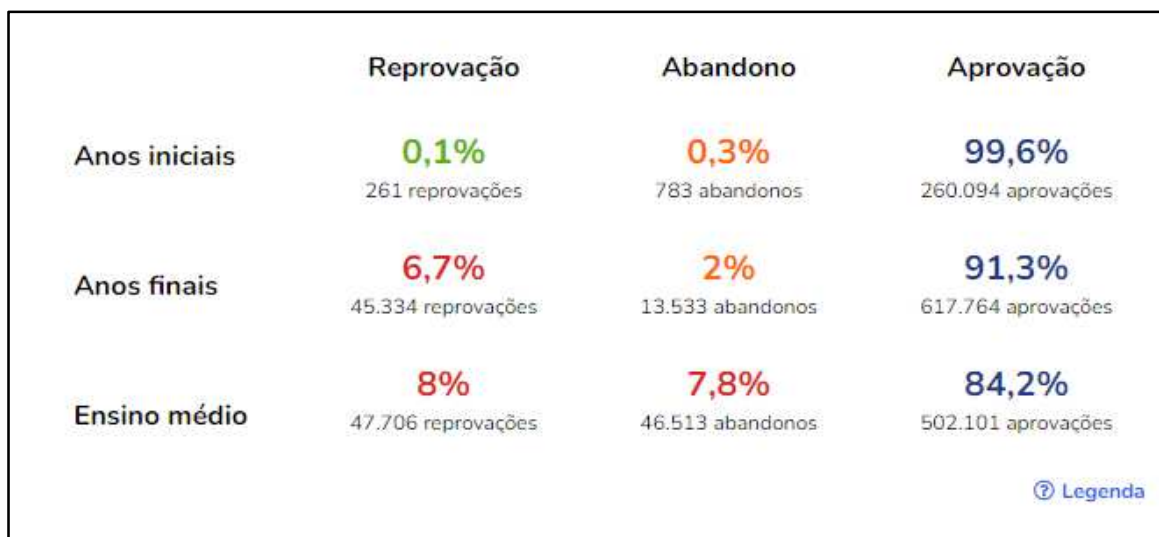 Reprovação Abandono Aprovação
Anos iniciais 0,1% 0,3% 99,6%
261 reprovações 783 abandonos 260.094 aprovações
Anos finais 6,7% 2% 91,3%
45.334 reprovações 13.533 abandonos 617.764 aprovações
Ensino médio 8% 7,8% 84,2%
47.706 reprovações 46.513 abandonos 502.101 aprovações
? Legenda